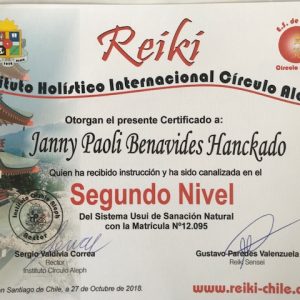 Reiki
tituto Holístico Internacional Círculo Al
Otorgan el presente Certificado a:
Janny Paoli Benavides Hanckado
Quien ha recibido instrucción y ha sido canalizada en el
Segundo Nivel
Del Sistema Usui de Sanación Natural
con la Matrícula Nº12.095
Sergio Valdivia Correa
Rector
Instituto Círculo Aleph
Gustavo Paredes Valenzuela
Reiki Sensei
www.reiki-chile.c
en Santiago de Chile, a 27 de Octubre de 2018.